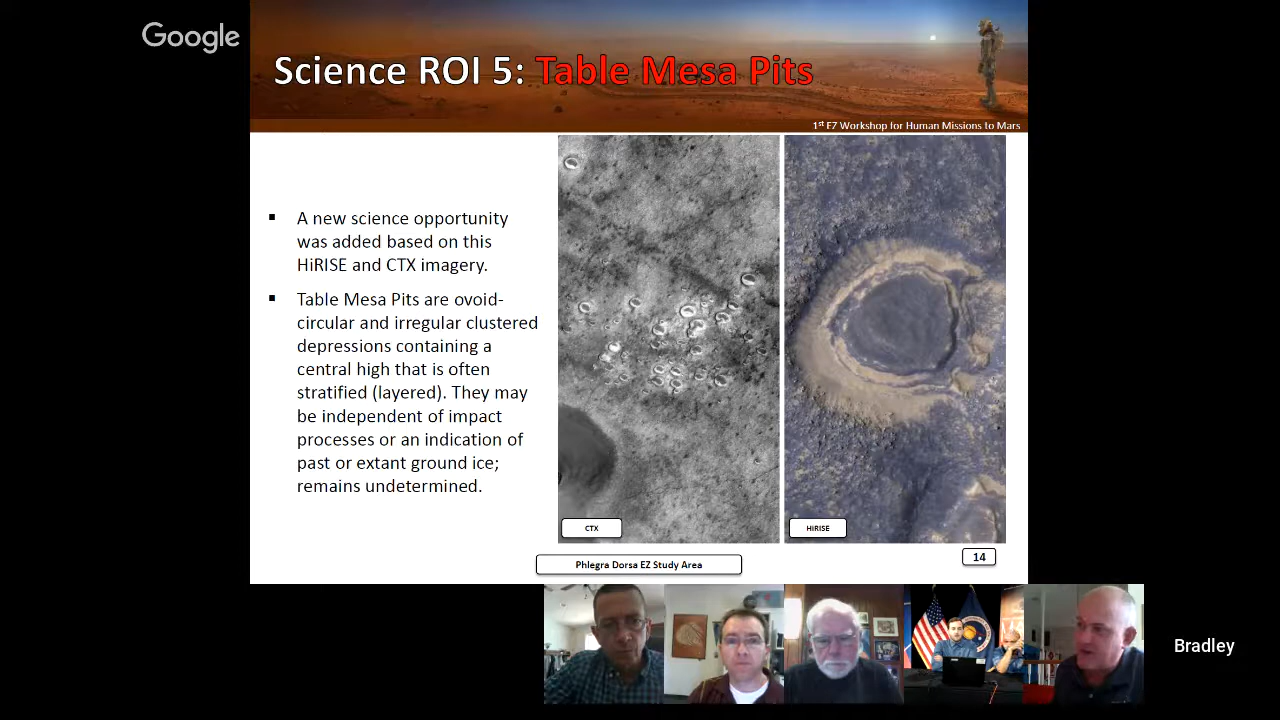 Google
Science ROI 5: Table Mesa Pits
1st EZ Workshop for Human Missions to Mars
▪ A new science opportunity
was added based on this
HiRISE and CTX imagery.
▪ Table Mesa Pits are ovoid-
circular and irregular clustered
depressions containing a
central high that is often
stratified (layered). They may
be independent of impact
processes or an indication of
past or extant ground ice;
remains undetermined.
CTX
HiRISE
Phlegra Dorsa EZ Study Area
14
Bradley